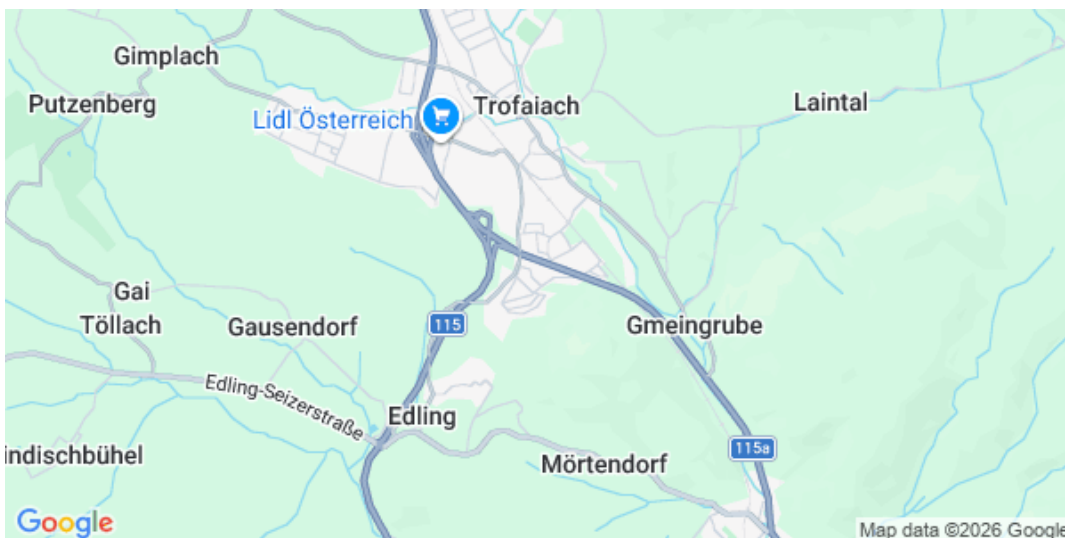 Gimplach
Putzenberg
Lidl Österreich
Trofaiach
Laintal
Gai
Töllach
Gausendorf
115
Gmeingrube
Edling-Seizerstraße
Edling
indischbühel
Mörtendorf
115a
Google
Map data ©2026 Google